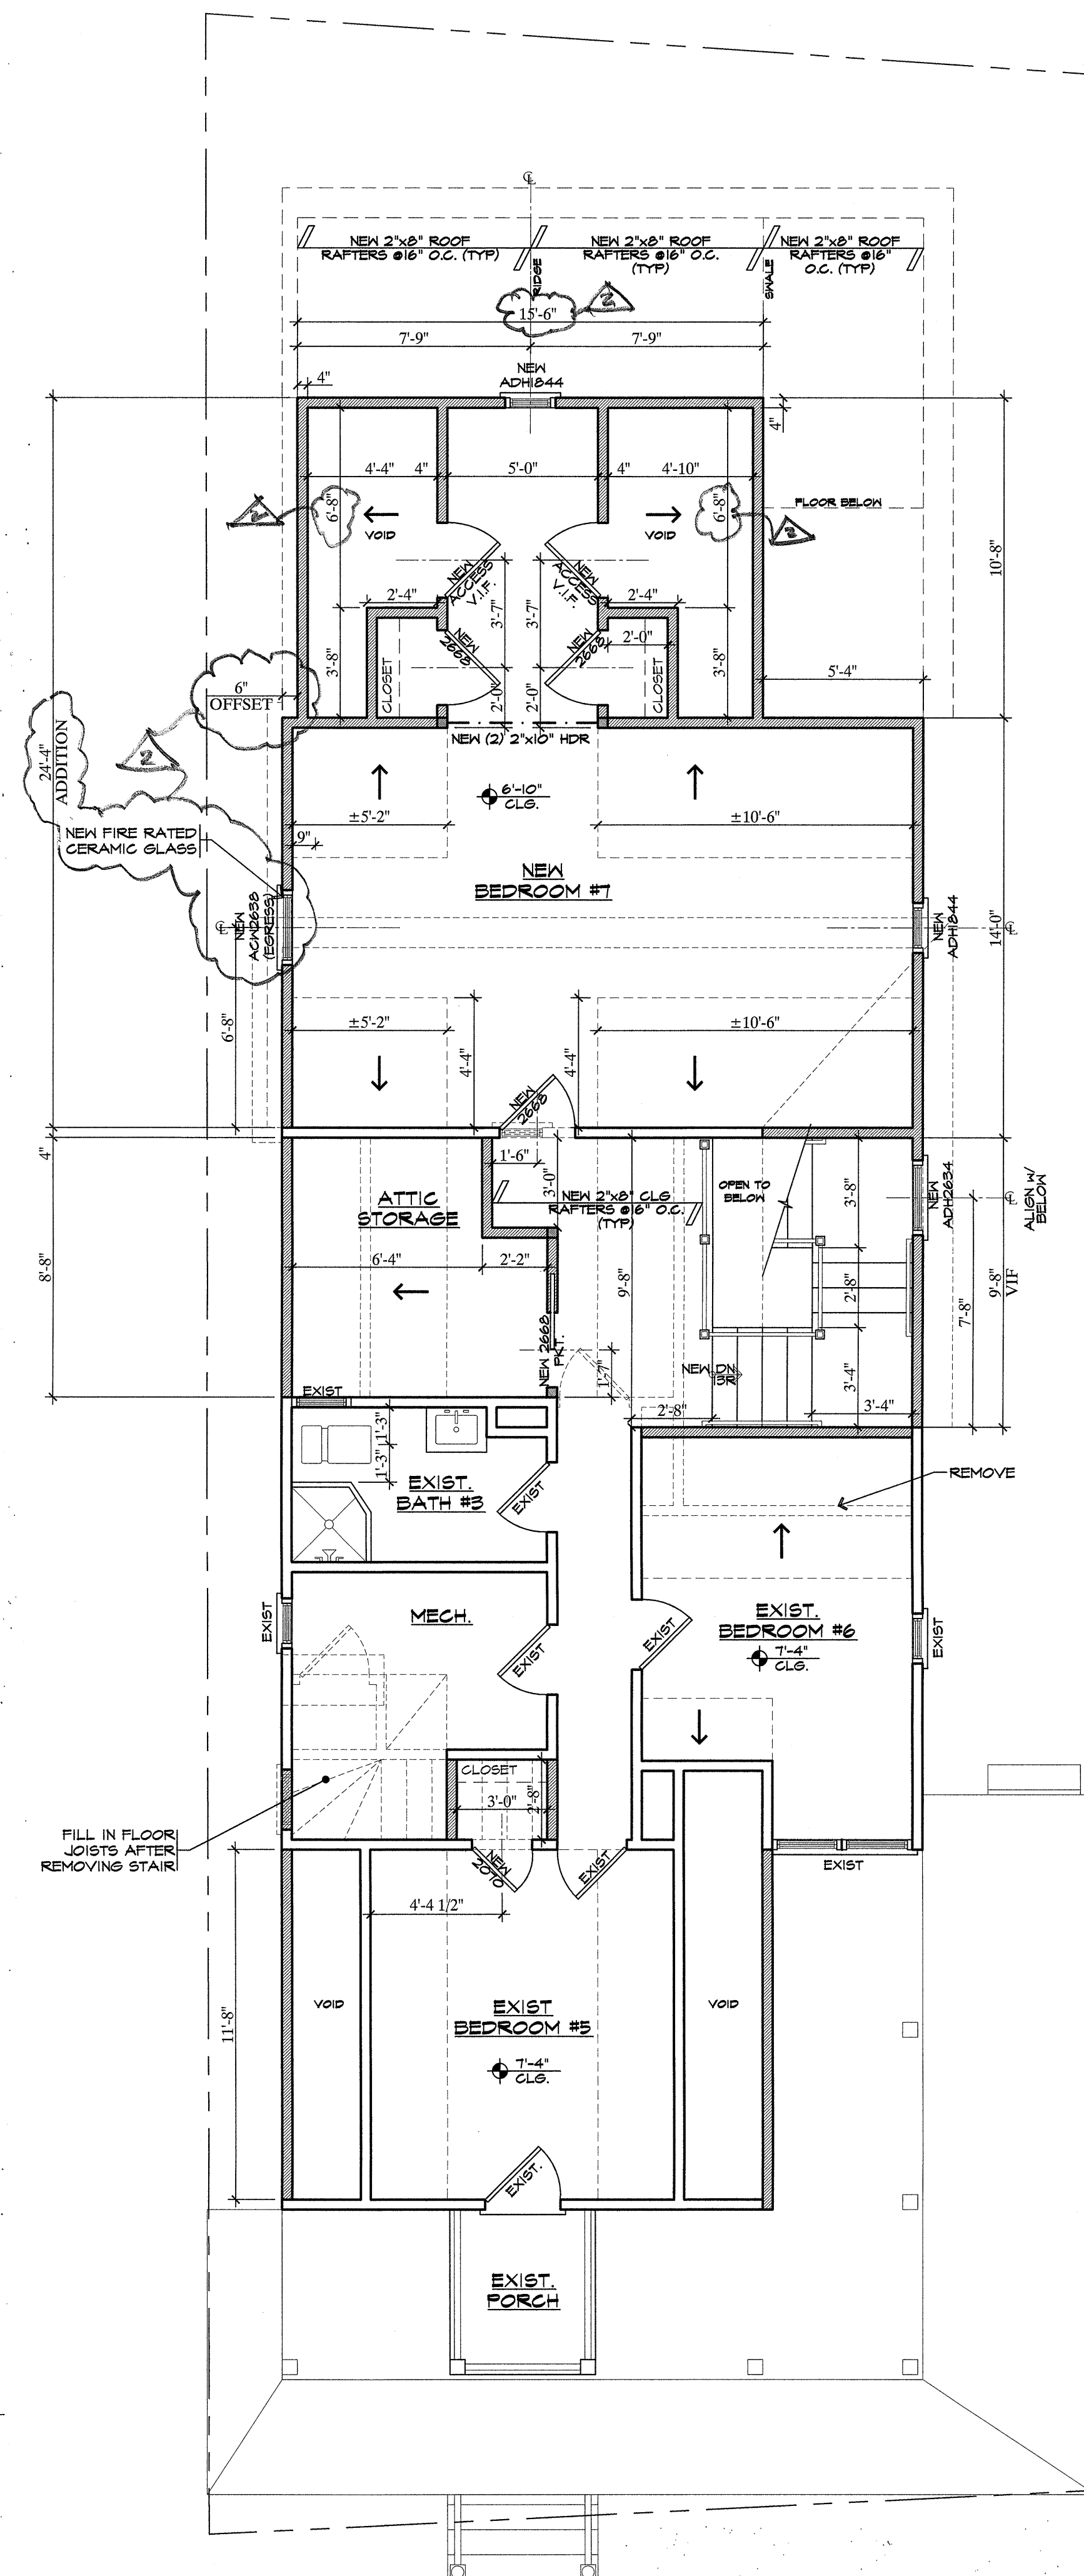 ℄
NEW 2"x8" ROOF
RAFTERS @16" O.C. (TYP)
NEW 2"x8" ROOF
RAFTERS @16" O.C.
(TYP)
NEW 2"x8" ROOF
RAFTERS @16"
O.C. (TYP)
RIDGE
SWALE
2
15'-6"
7'-9"
7'-9"
NEW
ADH1844
4"
4"
4'-4"
4"
5'-0"
4"
4'-10"
6'-8"
6'-8"
2
2
VOID
VOID
FLOOR BELOW
10'-8"
NEW
ACCESS
V.I.F.
NEW
ACCESS
V.I.F.
2'-4"
2'-4"
3'-7"
3'-7"
NEW
2668
NEW
2668
2'-0"
3'-8"
3'-8"
CLOSET
CLOSET
2'-0"
2'-0"
5'-4"
6"
OFFSET
2
NEW (2) 2"x10" HDR
24'-4"
ADDITION
6'-10"
CLG.
±5'-2"
±10'-6"
9"
NEW FIRE RATED
CERAMIC GLASS
NEW
BEDROOM #7
℄
NEW
ACW2638
(EGRESS)
NEW
ADH1844
14'-0"
℄
6'-8"
±5'-2"
±10'-6"
4'-4"
4'-4"
NEW
2668
4"
1'-6"
3'-0"
ATTIC
STORAGE
NEW 2"x8" CLG
RAFTERS @16" O.C.
(TYP)
OPEN TO
BELOW
3'-8"
NEW
ADH2634
℄
ALIGN W/
BELOW
8'-8"
6'-4"
2'-2"
9'-8"
2'-8"
7'-8"
9'-8"
VIF
NEW 2668
PKT.
1'-7"
NEW DN
13R
3'-4"
2'-8"
3'-4"
EXIST
1'-3"
1'-3"
EXIST.
BATH #3
EXIST
REMOVE
MECH.
EXIST
EXIST
EXIST
EXIST.
BEDROOM #6
7'-4"
CLG.
EXIST
CLOSET
3'-0"
2'-8"
FILL IN FLOOR
JOISTS AFTER
REMOVING STAIR
NEW
2070
EXIST
EXIST
4'-4 1/2"
11'-8"
VOID
VOID
EXIST
BEDROOM #5
7'-4"
CLG.
EXIST.
EXIST.
PORCH